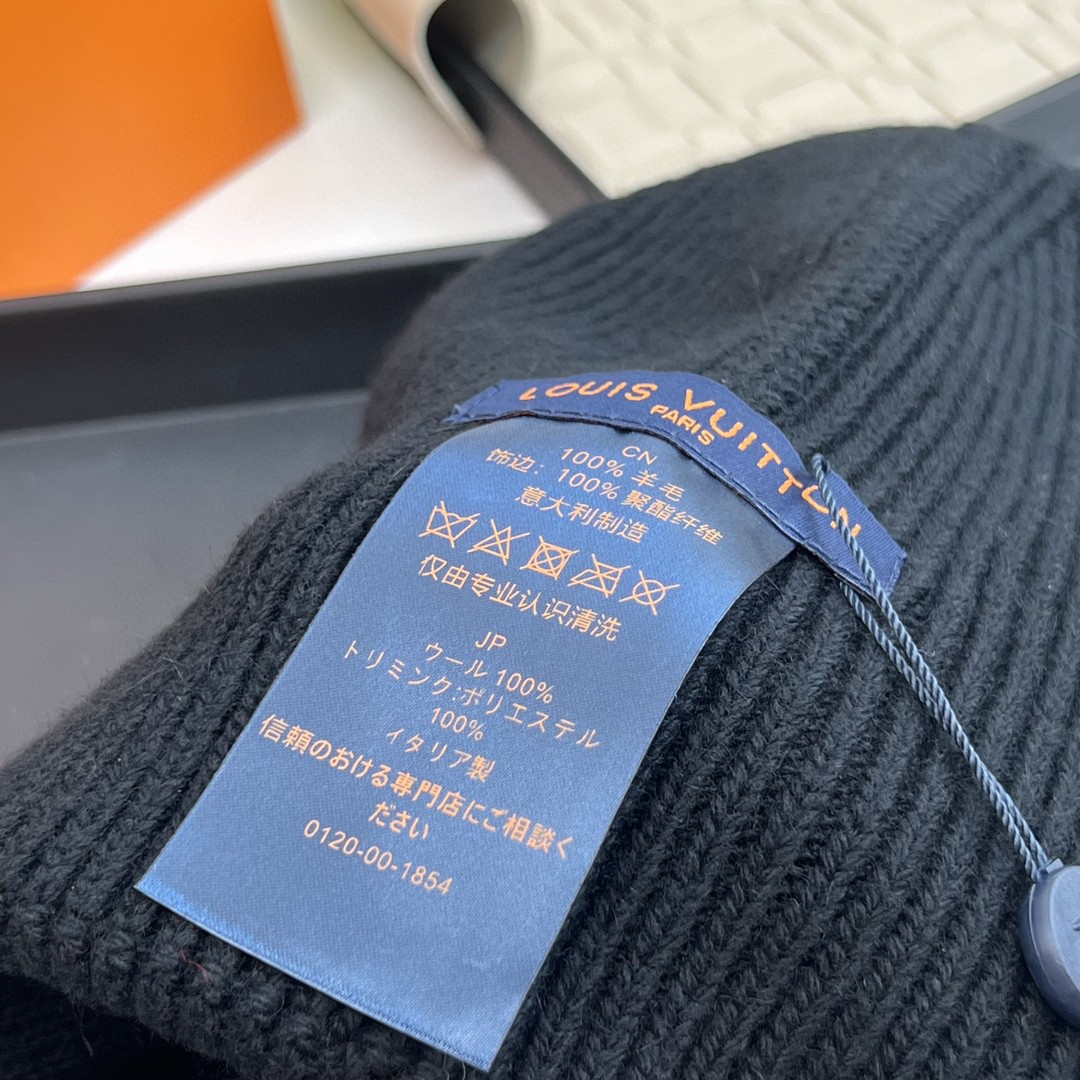 LOUIS VUITTON
PARIS
CN
100% 羊毛
饰边: 100% 聚酯纤维
意大利制造
仅由专业认识清洗
JP
ウール 100%
トリミング:ポリエステル
100%
イタリア製
信頼のおける専門店にご相談く
ださい
0120-00-1854